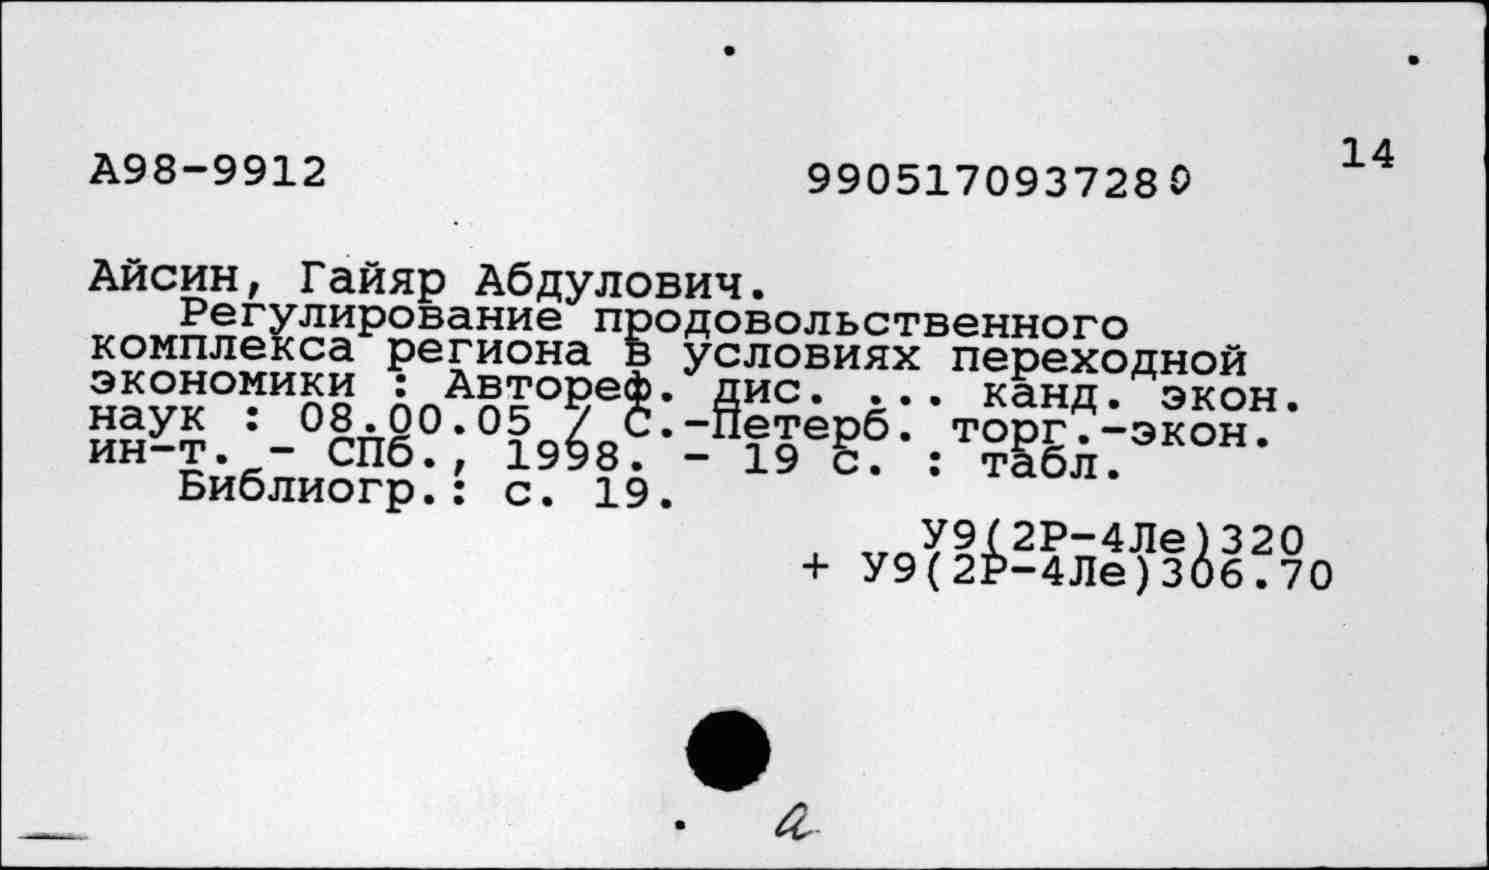 14
А98-9912 9905170937280
Айсин, Гайяр Абдулович.
Регулирование продовольственного
комплекса региона в условиях переходной
экономики : Автореф. дис. ... канд. экон.
наук : 08.00.05 / С.-Петерб. торг.-экон.
ин-т. - СПб., 1998. - 19 с. : табл.
Библиогр.: с. 19.
У9(2Р-4Ле)320
+ У9(2Р-4Ле)306.70
а